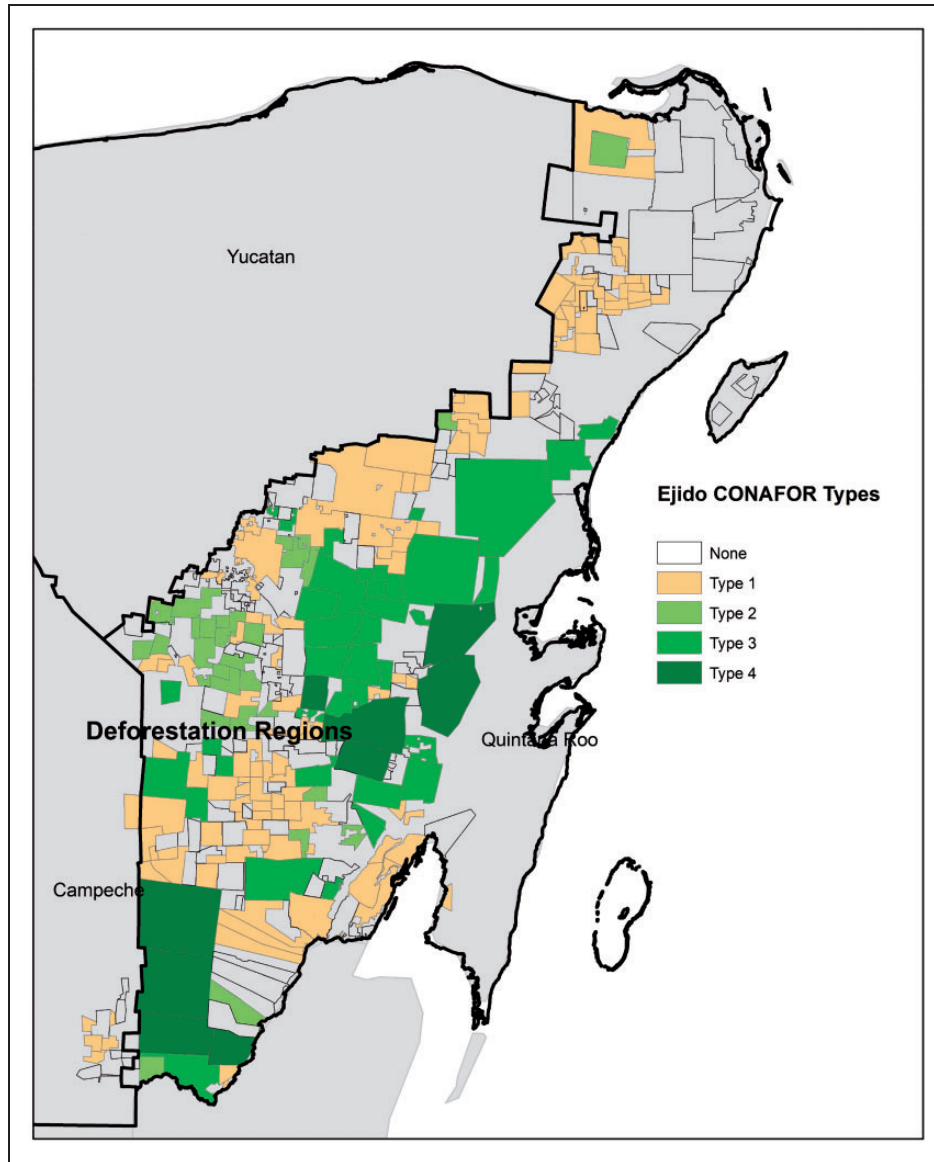 Yucatan
Ejido CONAFOR Types
None
Type 1
Type 2
Type 3
Type 4
Deforestation Regions
Quintana Roo
Campeche